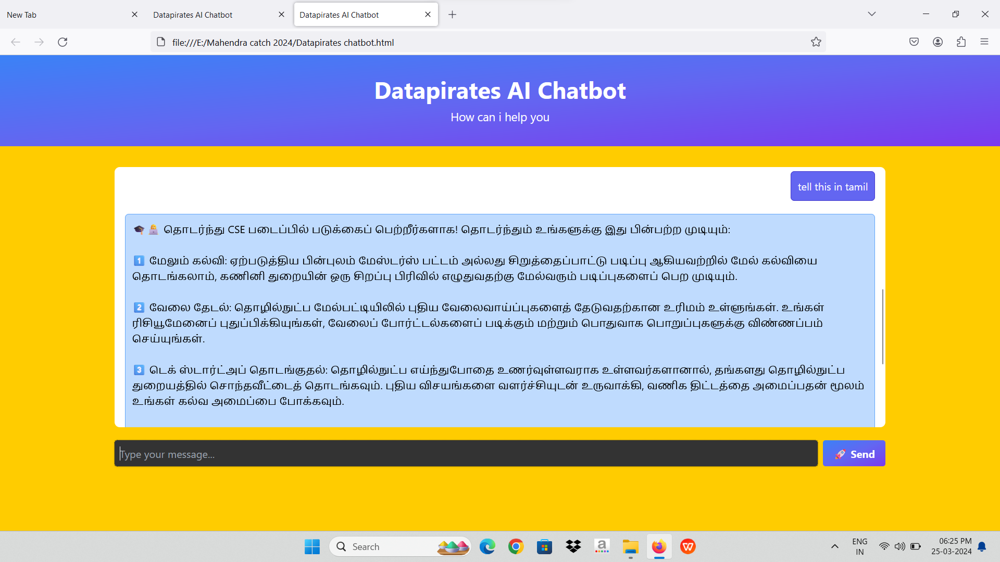 New Tab
Datapirates AI Chatbot
Datapirates AI Chatbot
file:///E:/Mahendra catch 2024/Datapirates chatbot.html
Datapirates AI Chatbot
How can i help you
tell this in tamil
தொடர்ந்து CSE படைப்பில் படுக்கைப் பெற்றீர்களாக! தொடர்ந்தும் உங்களுக்கு இது பின்பற்ற முடியும்:
1 மேலும் கல்வி: ஏற்படுத்திய பின்புலம் மேஸ்டர்ஸ் பட்டம் அல்லது சிறுத்தைப்பாட்டு படிப்பு ஆகியவற்றில் மேல் கல்வியை
தொடங்கலாம், கணினி துறையின் ஒரு சிறப்பு பிரிவில் எழுதுவதற்கு மேல்வரும் படிப்புகளைப் பெற முடியும்.
2 வேலை தேடல்: தொழில்நுட்ப மேல்பட்டியிலில் புதிய வேலைவாய்ப்புகளைத் தேடுவதற்கான உரிமம் உள்ளுங்கள். உங்கள்
ரிசியூமேனைப் புதுப்பிக்கியுங்கள், வேலைப் போர்ட்டல்களைப் படிக்கும் மற்றும் பொதுவாக பொறுப்புகளுக்கு விண்ணப்பம்
செய்யுங்கள்.
3 டெக் ஸ்டார்ட்அப் தொடங்குதல்: தொழில்நுட்ப எய்ந்துபோதை உணர்வுள்ளவராக உள்ளவர்களானால், தங்களது தொழில்நுட்ப
துறையத்தில் சொந்தவீட்டைத் தொடங்கவும். புதிய விசயங்களை வளர்ச்சியுடன் உருவாக்கி, வணிக திட்டத்தை அமைப்பதன் மூலம்
உங்கள் கல்வ அமைப்பை போக்கவும்.
Type your message...
Send
Search
ENG
IN
06:25 PM
25-03-2024